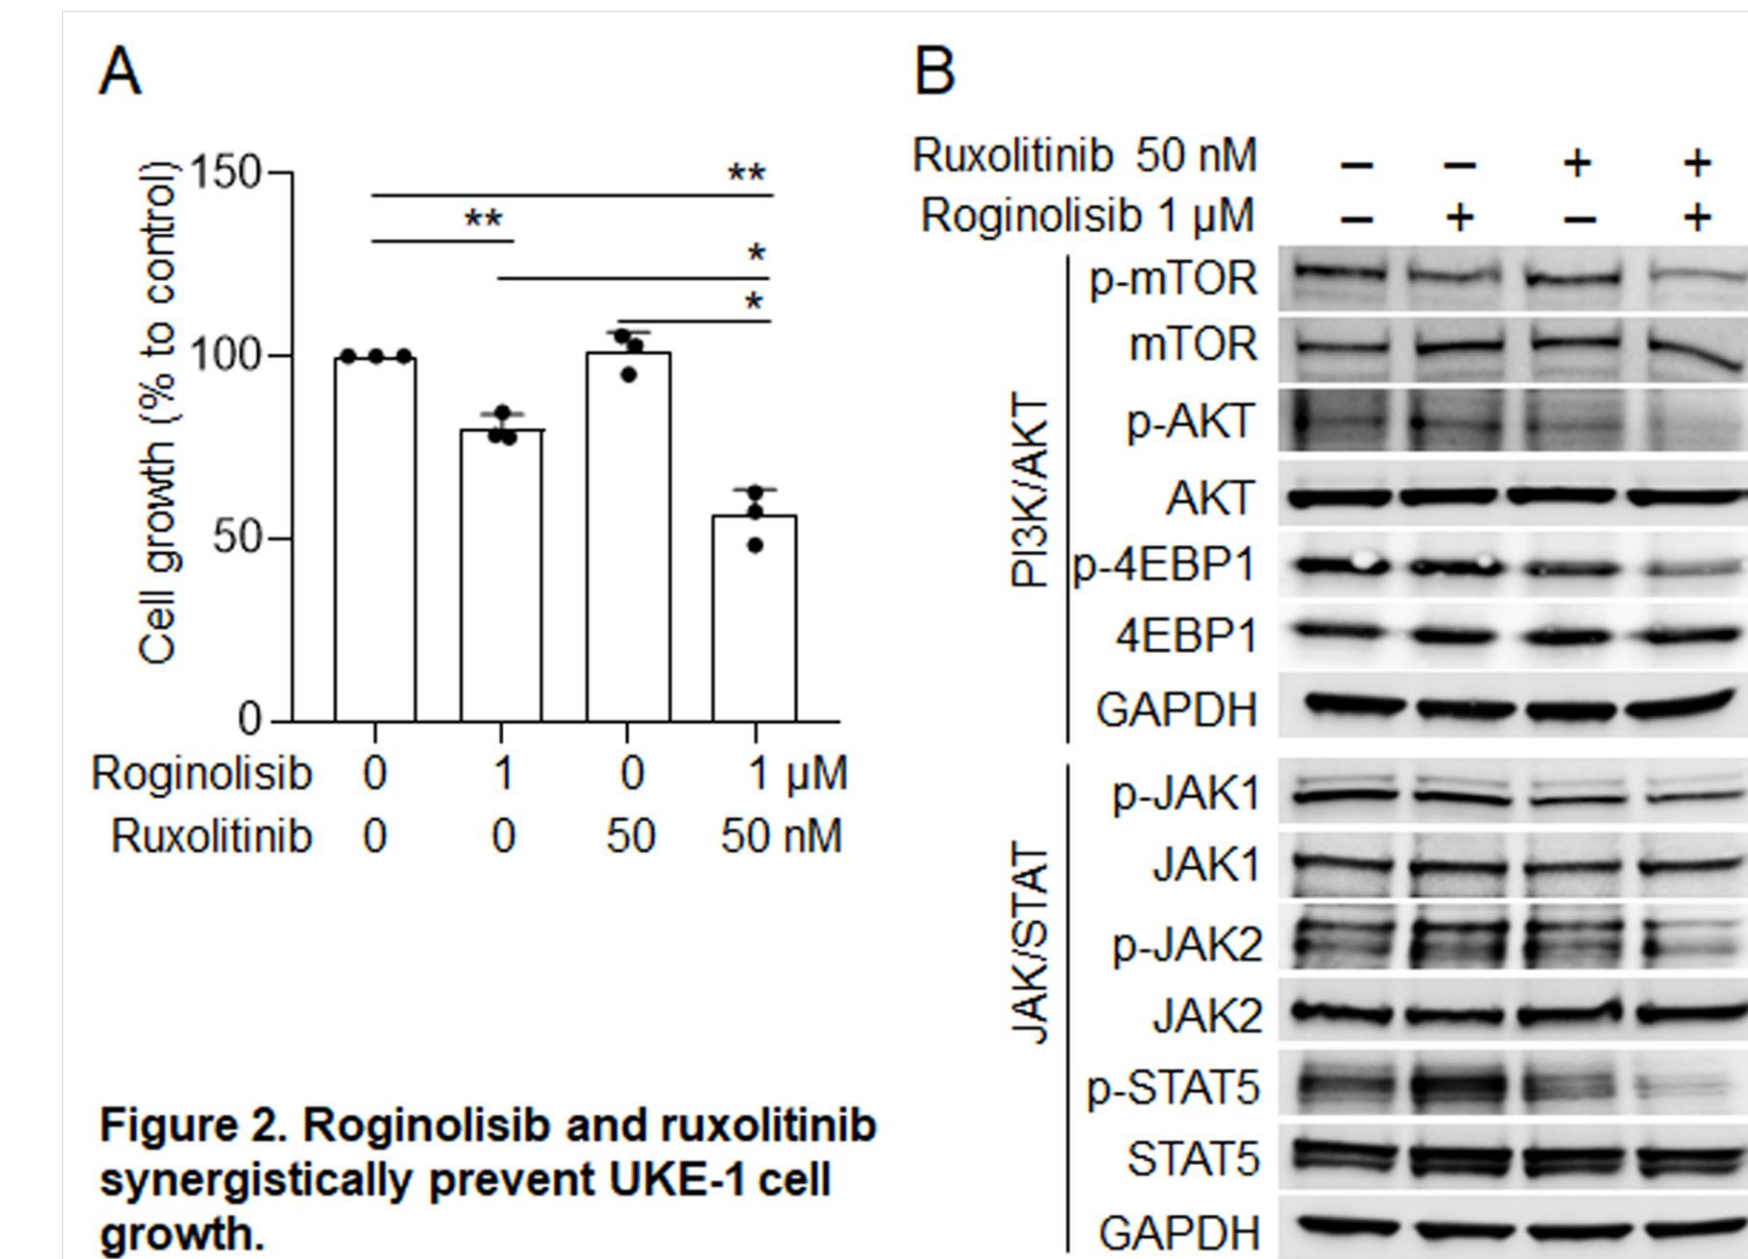 A
150
100
50
0
Cell growth (% to control)
**
**
*
*
Roginolisib 0 1 0 1 µM
Ruxolitinib 0 0 50 50 nM
Figure 2. Roginolisib and ruxolitinib
synergistically prevent UKE-1 cell
growth.
B
Ruxolitinib 50 nM – – + +
Roginolisib 1 µM – + – +
PI3K/AKT
p-mTOR
mTOR
p-AKT
AKT
p-4EBP1
4EBP1
GAPDH
JAK/STAT
p-JAK1
JAK1
p-JAK2
JAK2
p-STAT5
STAT5
GAPDH